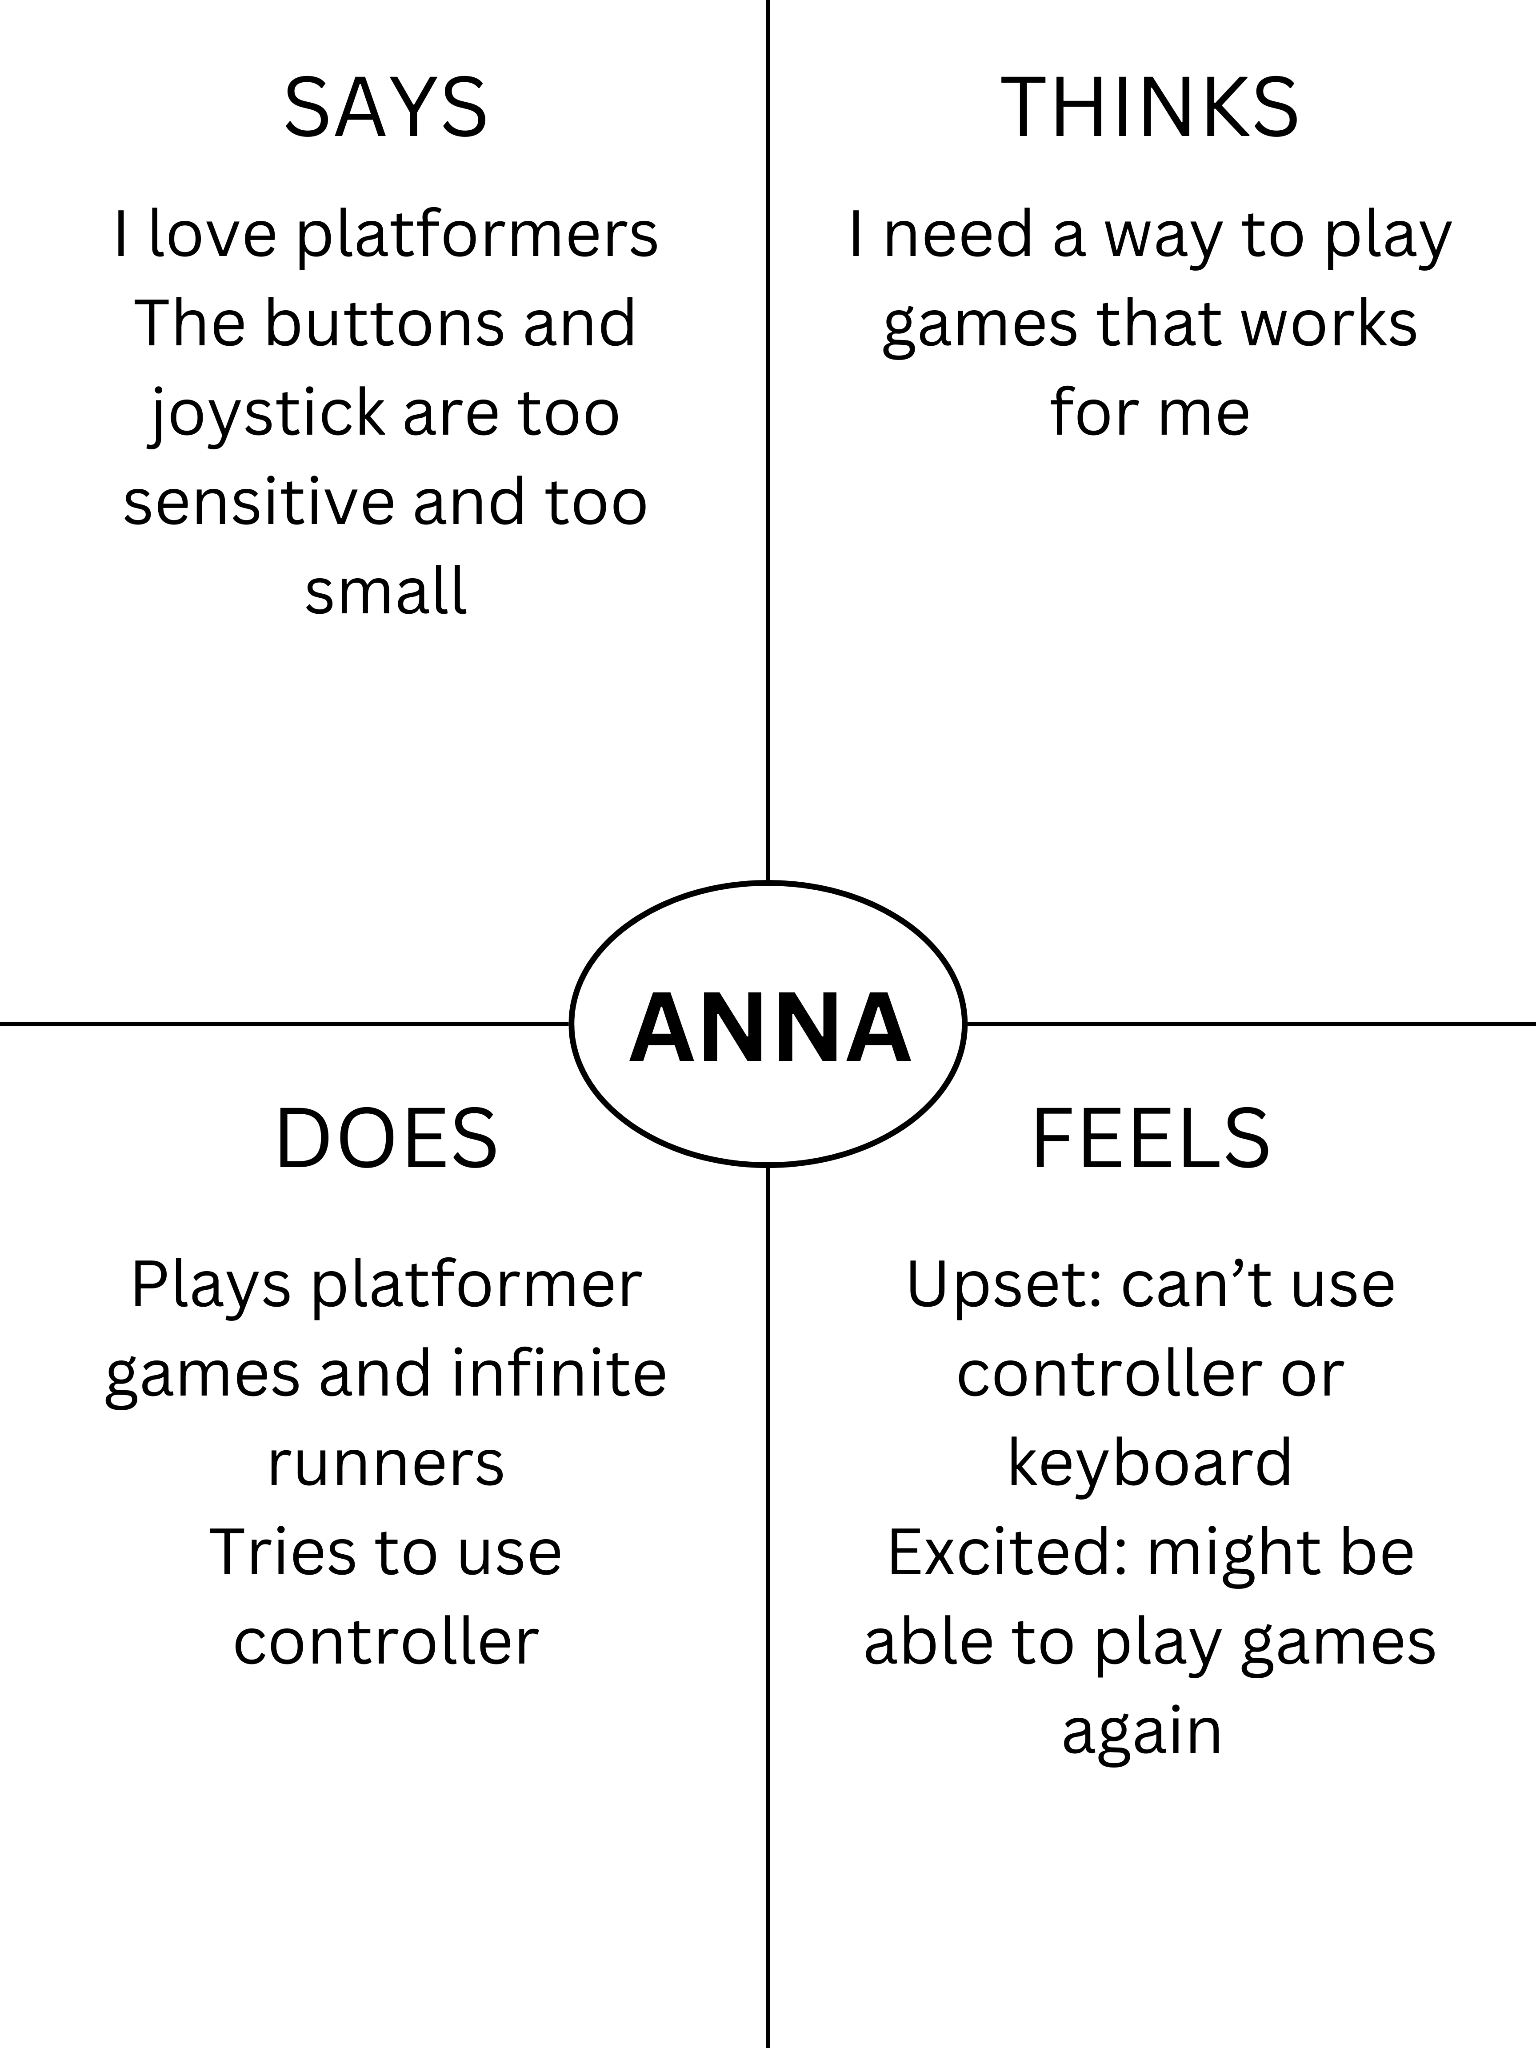 SAYS
I love platformers
The buttons and
joystick are too
sensitive and too
small
THINKS
I need a way to play
games that works
for me
ANNA
DOES
Plays platformer
games and infinite
runners
Tries to use
controller
FEELS
Upset: can’t use
controller or
keyboard
Excited: might be
able to play games
again